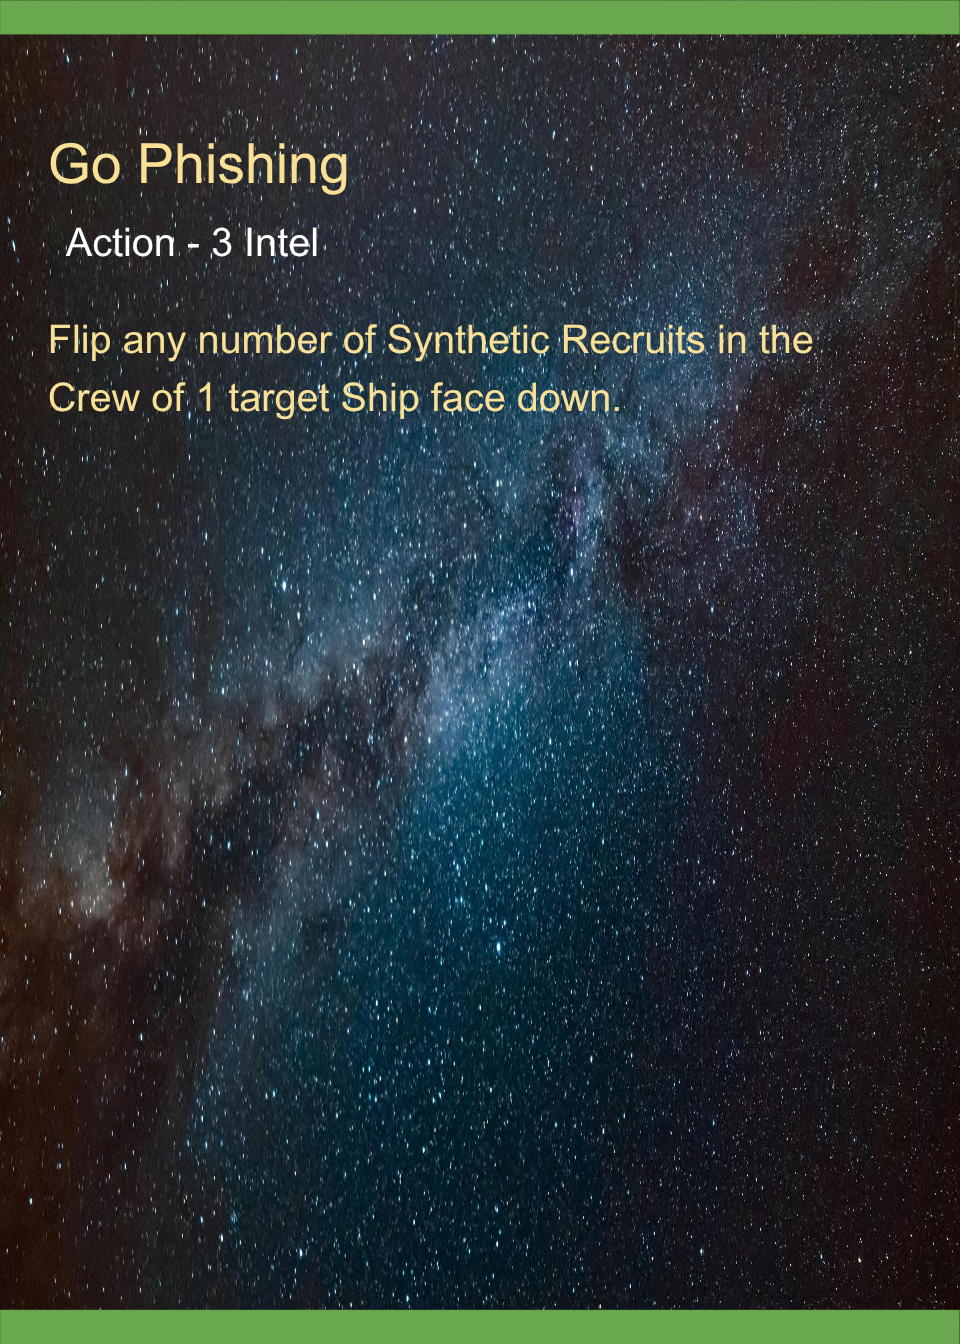 Go Phishing
Action - 3 Intel
Flip any number of Synthetic Recruits in the
Crew of 1 target Ship face down.